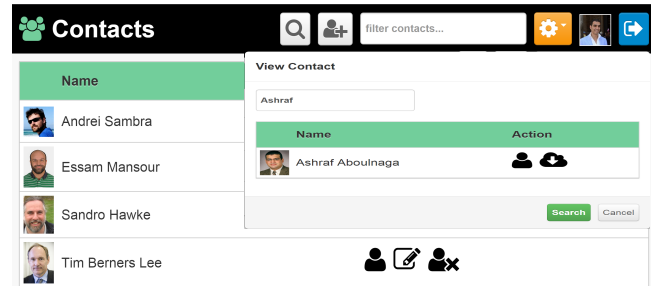 Contacts
filter contacts...
Name
Andrei Sambra
Essam Mansour
Sandro Hawke
Tim Berners Lee
View Contact
Ashraf
Name Action
Ashraf Aboulnaga
Search Cancel